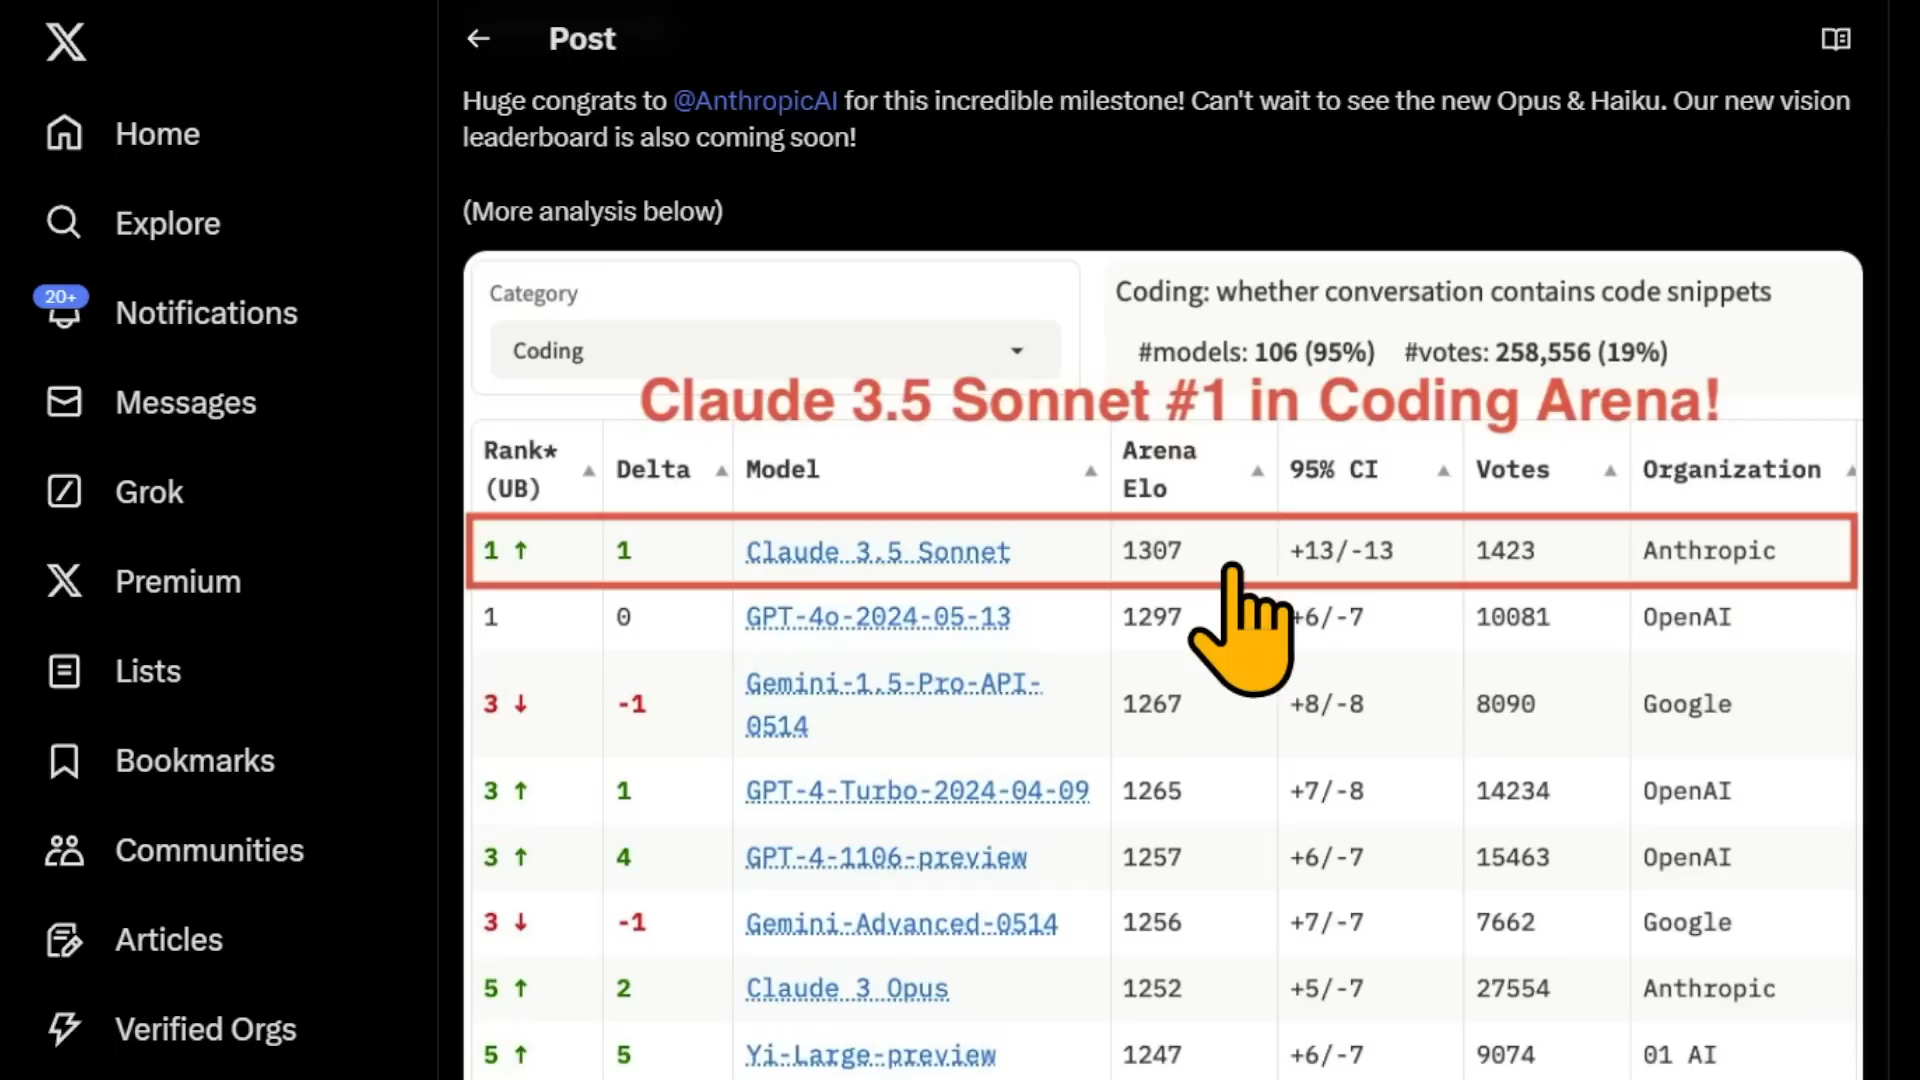 Post
Huge congrats to @AnthropicAI for this incredible milestone! Can't wait to see the new Opus & Haiku. Our new vision
leaderboard is also coming soon!
(More analysis below)
Home
Explore
20+
Notifications
Messages
Grok
Premium
Lists
Bookmarks
Communities
Articles
Verified Orgs
Category
Coding
Coding: whether conversation contains code snippets
#models: 106 (95%) #votes: 258,556 (19%)
Claude 3.5 Sonnet #1 in Coding Arena!
Rank* (UB) ▲ Delta ▲ Model ▲ Arena Elo ▲ 95% CI ▲ Votes ▲ Organization ▲
1 ↑ 1 Claude 3.5 Sonnet 1307 +13/-13 1423 Anthropic
1 0 GPT-4o-2024-05-13 1297 +6/-7 10081 OpenAI
3 ↓ -1 Gemini-1.5-Pro-API-0514 1267 +8/-8 8090 Google
3 ↑ 1 GPT-4-Turbo-2024-04-09 1265 +7/-8 14234 OpenAI
3 ↑ 4 GPT-4-1106-preview 1257 +6/-7 15463 OpenAI
3 ↓ -1 Gemini-Advanced-0514 1256 +7/-7 7662 Google
5 ↑ 2 Claude 3 Opus 1252 +5/-7 27554 Anthropic
5 ↑ 5 Yi-Large-preview 1247 +6/-7 9074 01 AI